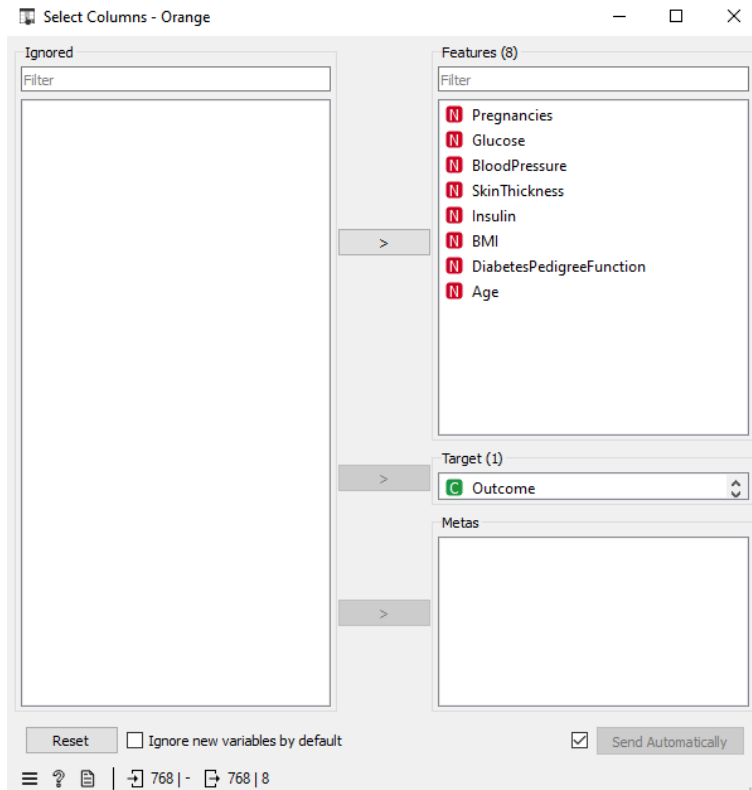 Select Columns - Orange
Ignored
Filter
>
>
>
Features (8)
Filter
N Pregnancies
N Glucose
N BloodPressure
N SkinThickness
N Insulin
N BMI
N DiabetesPedigreeFunction
N Age
Target (1)
C Outcome
Metas
Reset
Ignore new variables by default
Send Automatically
? 768 | - 768 | 8